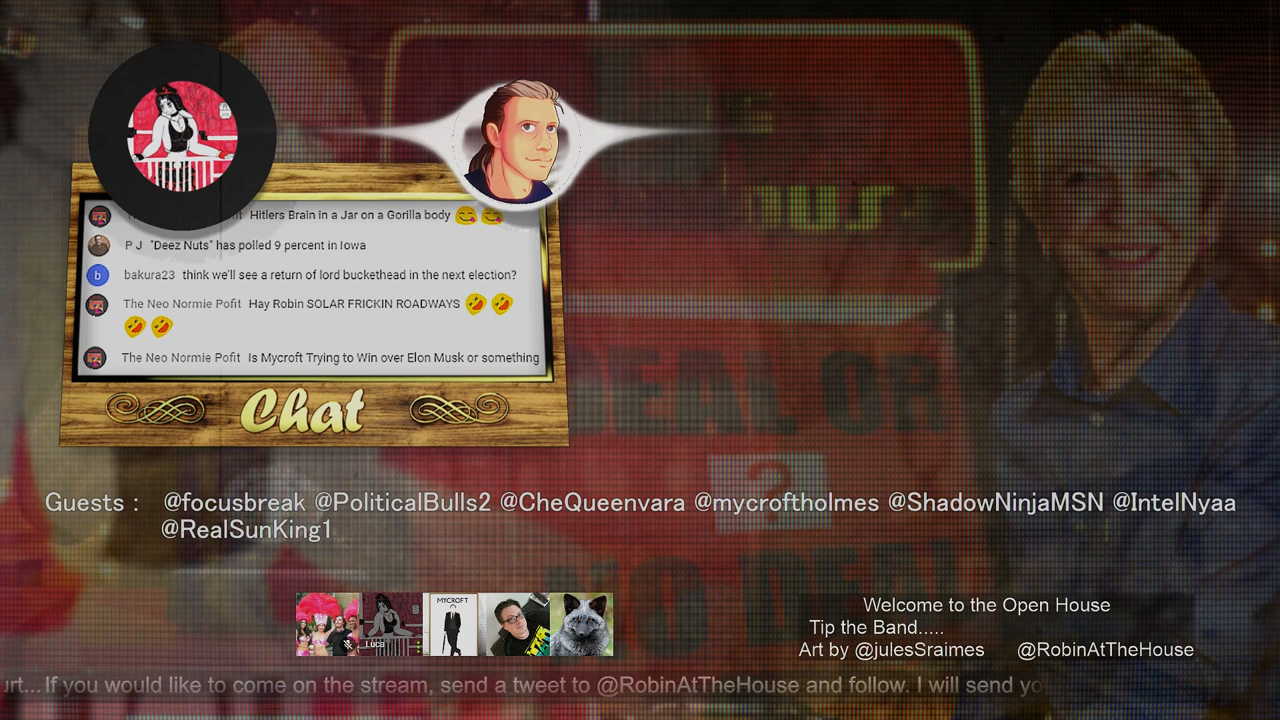 Hitlers Brain in a Jar on a Gorilla body
P J "Deez Nuts" has polled 9 percent in Iowa
b bakura23 think we'll see a return of lord buckethead in the next election?
The Neo Normie Pofit Hay Robin SOLAR FRICKIN ROADWAYS
The Neo Normie Pofit Is Mycroft Trying to Win over Elon Musk or something
Chat
DEAL OR
?
NO DEAL
Guests : @focusbreak @PoliticalBulls2 @CheQueenvara @mycroftholmes @ShadowNinjaMSN @IntelNyaa
@RealSunKing1
MYCROFT
Luca
Welcome to the Open House
Tip the Band.....
Art by @julesSraimes @RobinAtTheHouse
If you would like to come on the stream, send a tweet to @RobinAtTheHouse and follow. I will send